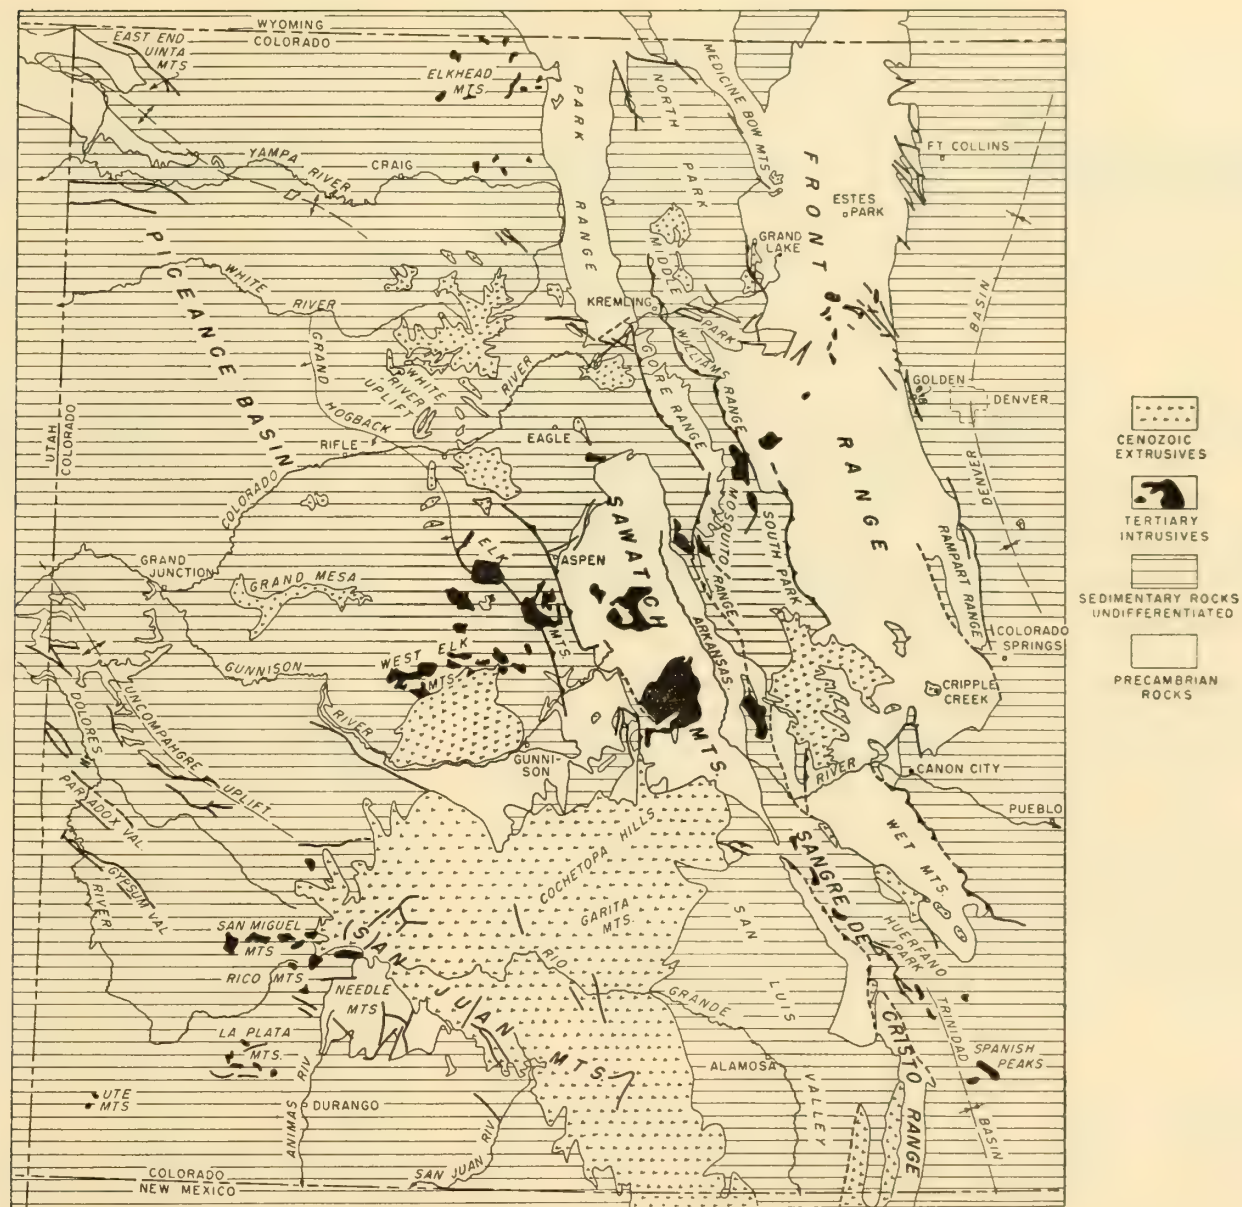 WYOMING
COLORADO
EAST END
UINTA
MTS
ELKHEAD
MTS.
PARK
RANGE
NORTH
PARK
MEDICINE BOW MTS
FRONT
RANGE
FT COLLINS
ESTES
PARK
GRAND
LAKE
YAMPA
RIVER
CRAIG
PICEANCE BASIN
WHITE
RIVER
MIDDLE
PARK
KREMLING
WILLIAMS RANGE
GORE RANGE
BASIN
DENVER
GRAND
HOGBACK
WHITE
RIVER
UPLIFT
RIVER
GOLDEN
DENVER
UTAH
COLORADO
RIFLE
EAGLE
COLORADO
SAWATCH
MTS.
MOSQUITO RANGE
SOUTH PARK
RAMPART RANGE
GRAND
JUNCTION
GRAND MESA
ELK
MTS.
ASPEN
ARKANSAS
RIVER
COLORADO
SPRINGS
GUNNISON
RIVER
WEST ELK
MTS
CRIPPLE
CREEK
GUNNI-
SON
CANON CITY
PUEBLO
DOLORES
RIVER
UNCOMPAHGRE
UPLIFT
PARADOX VAL.
GYPSUM VAL
COCHETOPA HILLS
GARITA
MTS.
WET MTS.
SANGRE DE
CRISTO RANGE
HUERFANO
PARK
SAN MIGUEL
MTS
RICO MTS
SAN
JUAN
MTS.
NEEDLE
MTS
RIO
GRANDE
SAN
LUIS
VALLEY
TRINIDAD
BASIN
LA PLATA
MTS.
SPANISH
PEAKS
ALAMOSA
UTE
MTS
ANIMAS
RIV
DURANGO
SAN JUAN
RIV
COLORADO
NEW MEXICO
CENOZOIC
EXTRUSIVES
TERTIARY
INTRUSIVES
SEDIMENTARY ROCKS
UNDIFFERENTIATED
PRECAMBRIAN
ROCKS